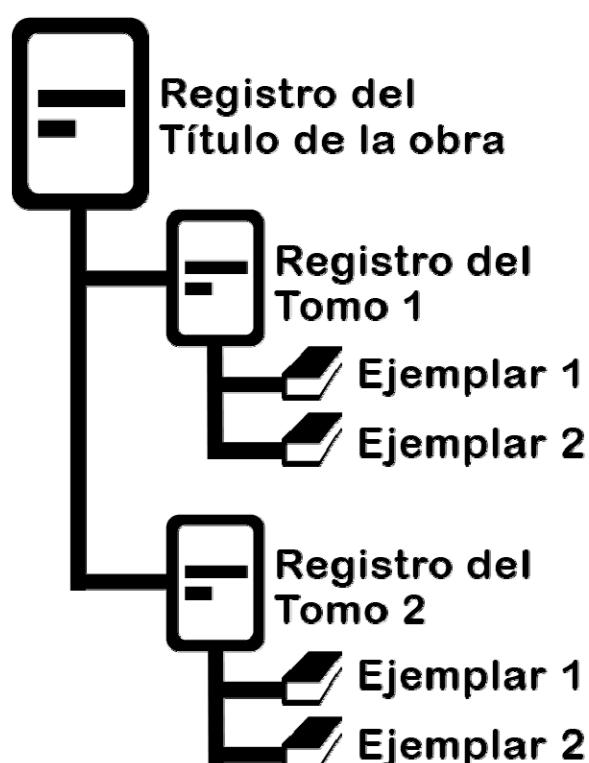 Registro del
Título de la obra
Registro del
Tomo 1
Ejemplar 1
Ejemplar 2
Registro del
Tomo 2
Ejemplar 1
Ejemplar 2